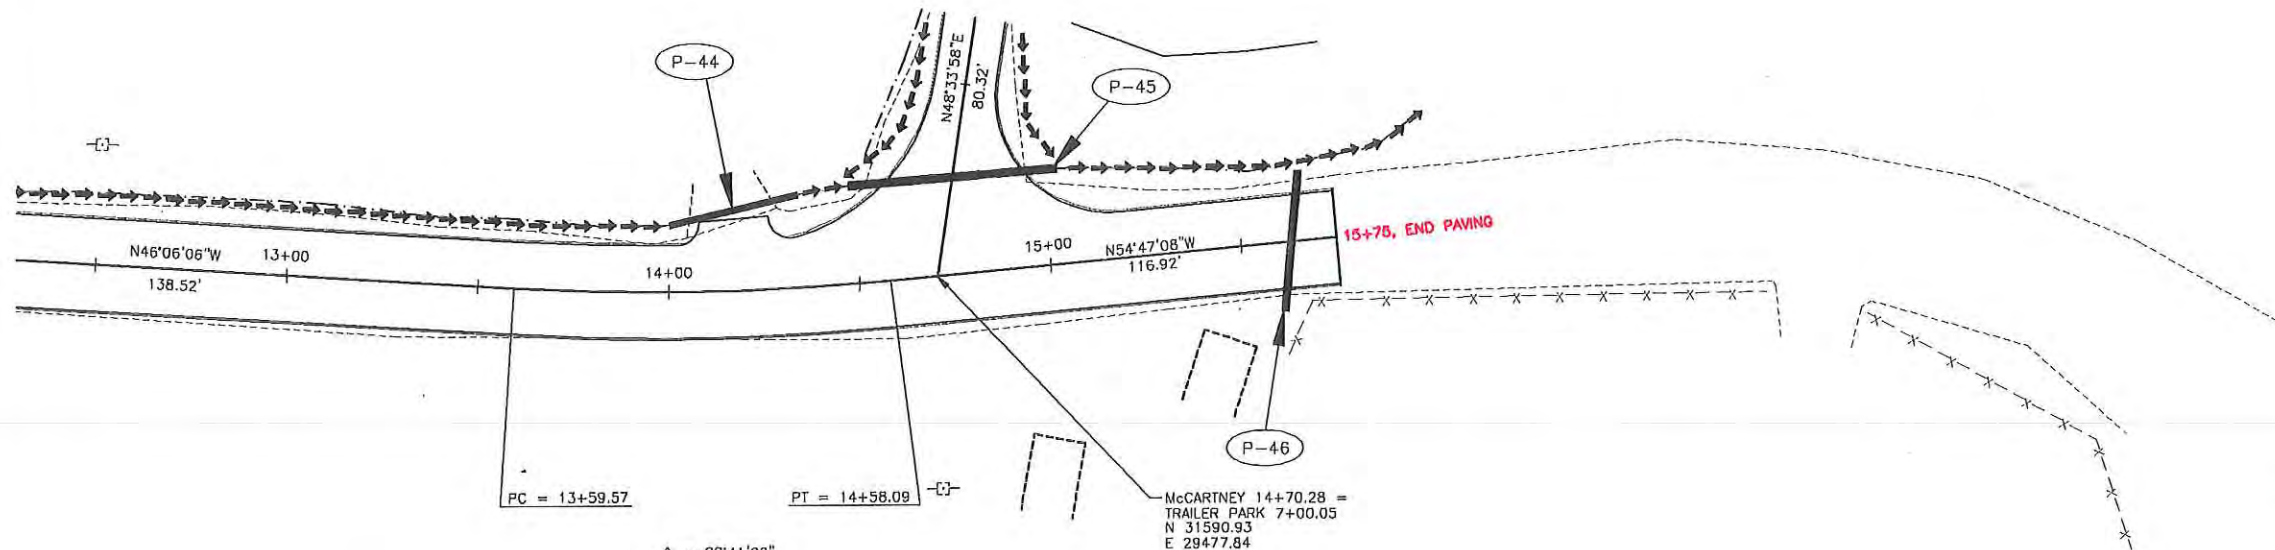 P-44
P-45
N48°33'58"E
80.32'
15+75, END PAVING
N46°06'06"W
138.52'
13+00
14+00
15+00
N54°47'08"W
116.92'
P-46
PC = 13+59.57
PT = 14+58.09
McCARTNEY 14+70.28 =
TRAILER PARK 7+00.05
N 31590.93
E 29477.84